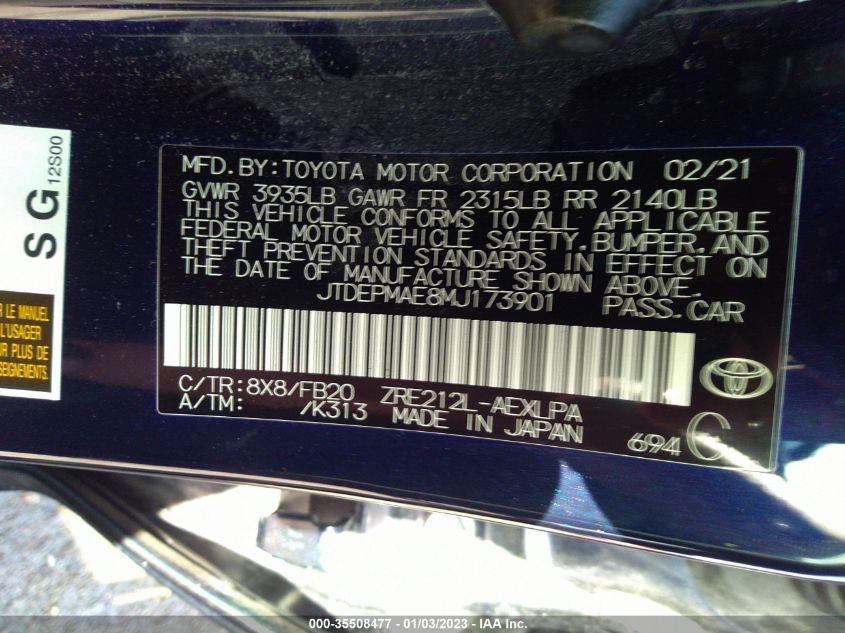 MFD. BY: TOYOTA MOTOR CORPORATION 02/21
GVWR 3935LB GAWR FR 2315LB RR 2140LB
THIS VEHICLE CONFORMS TO ALL APPLICABLE
FEDERAL MOTOR VEHICLE SAFETY, BUMPER, AND
THEFT PREVENTION STANDARDS IN EFFECT ON
THE DATE OF MANUFACTURE SHOWN ABOVE.
JTDEPMAE8MJ173901 PASS. CAR
C/TR: 8X8/FB20 ZRE212L-AEXLPA
A/TM: /K313 MADE IN JAPAN
694 C
SG
12S00
LE MANUEL
L'USAGER
UR PLUS DE
SEIGNEMENTS.
000-35508477 - 01/03/2023 - IAA Inc.